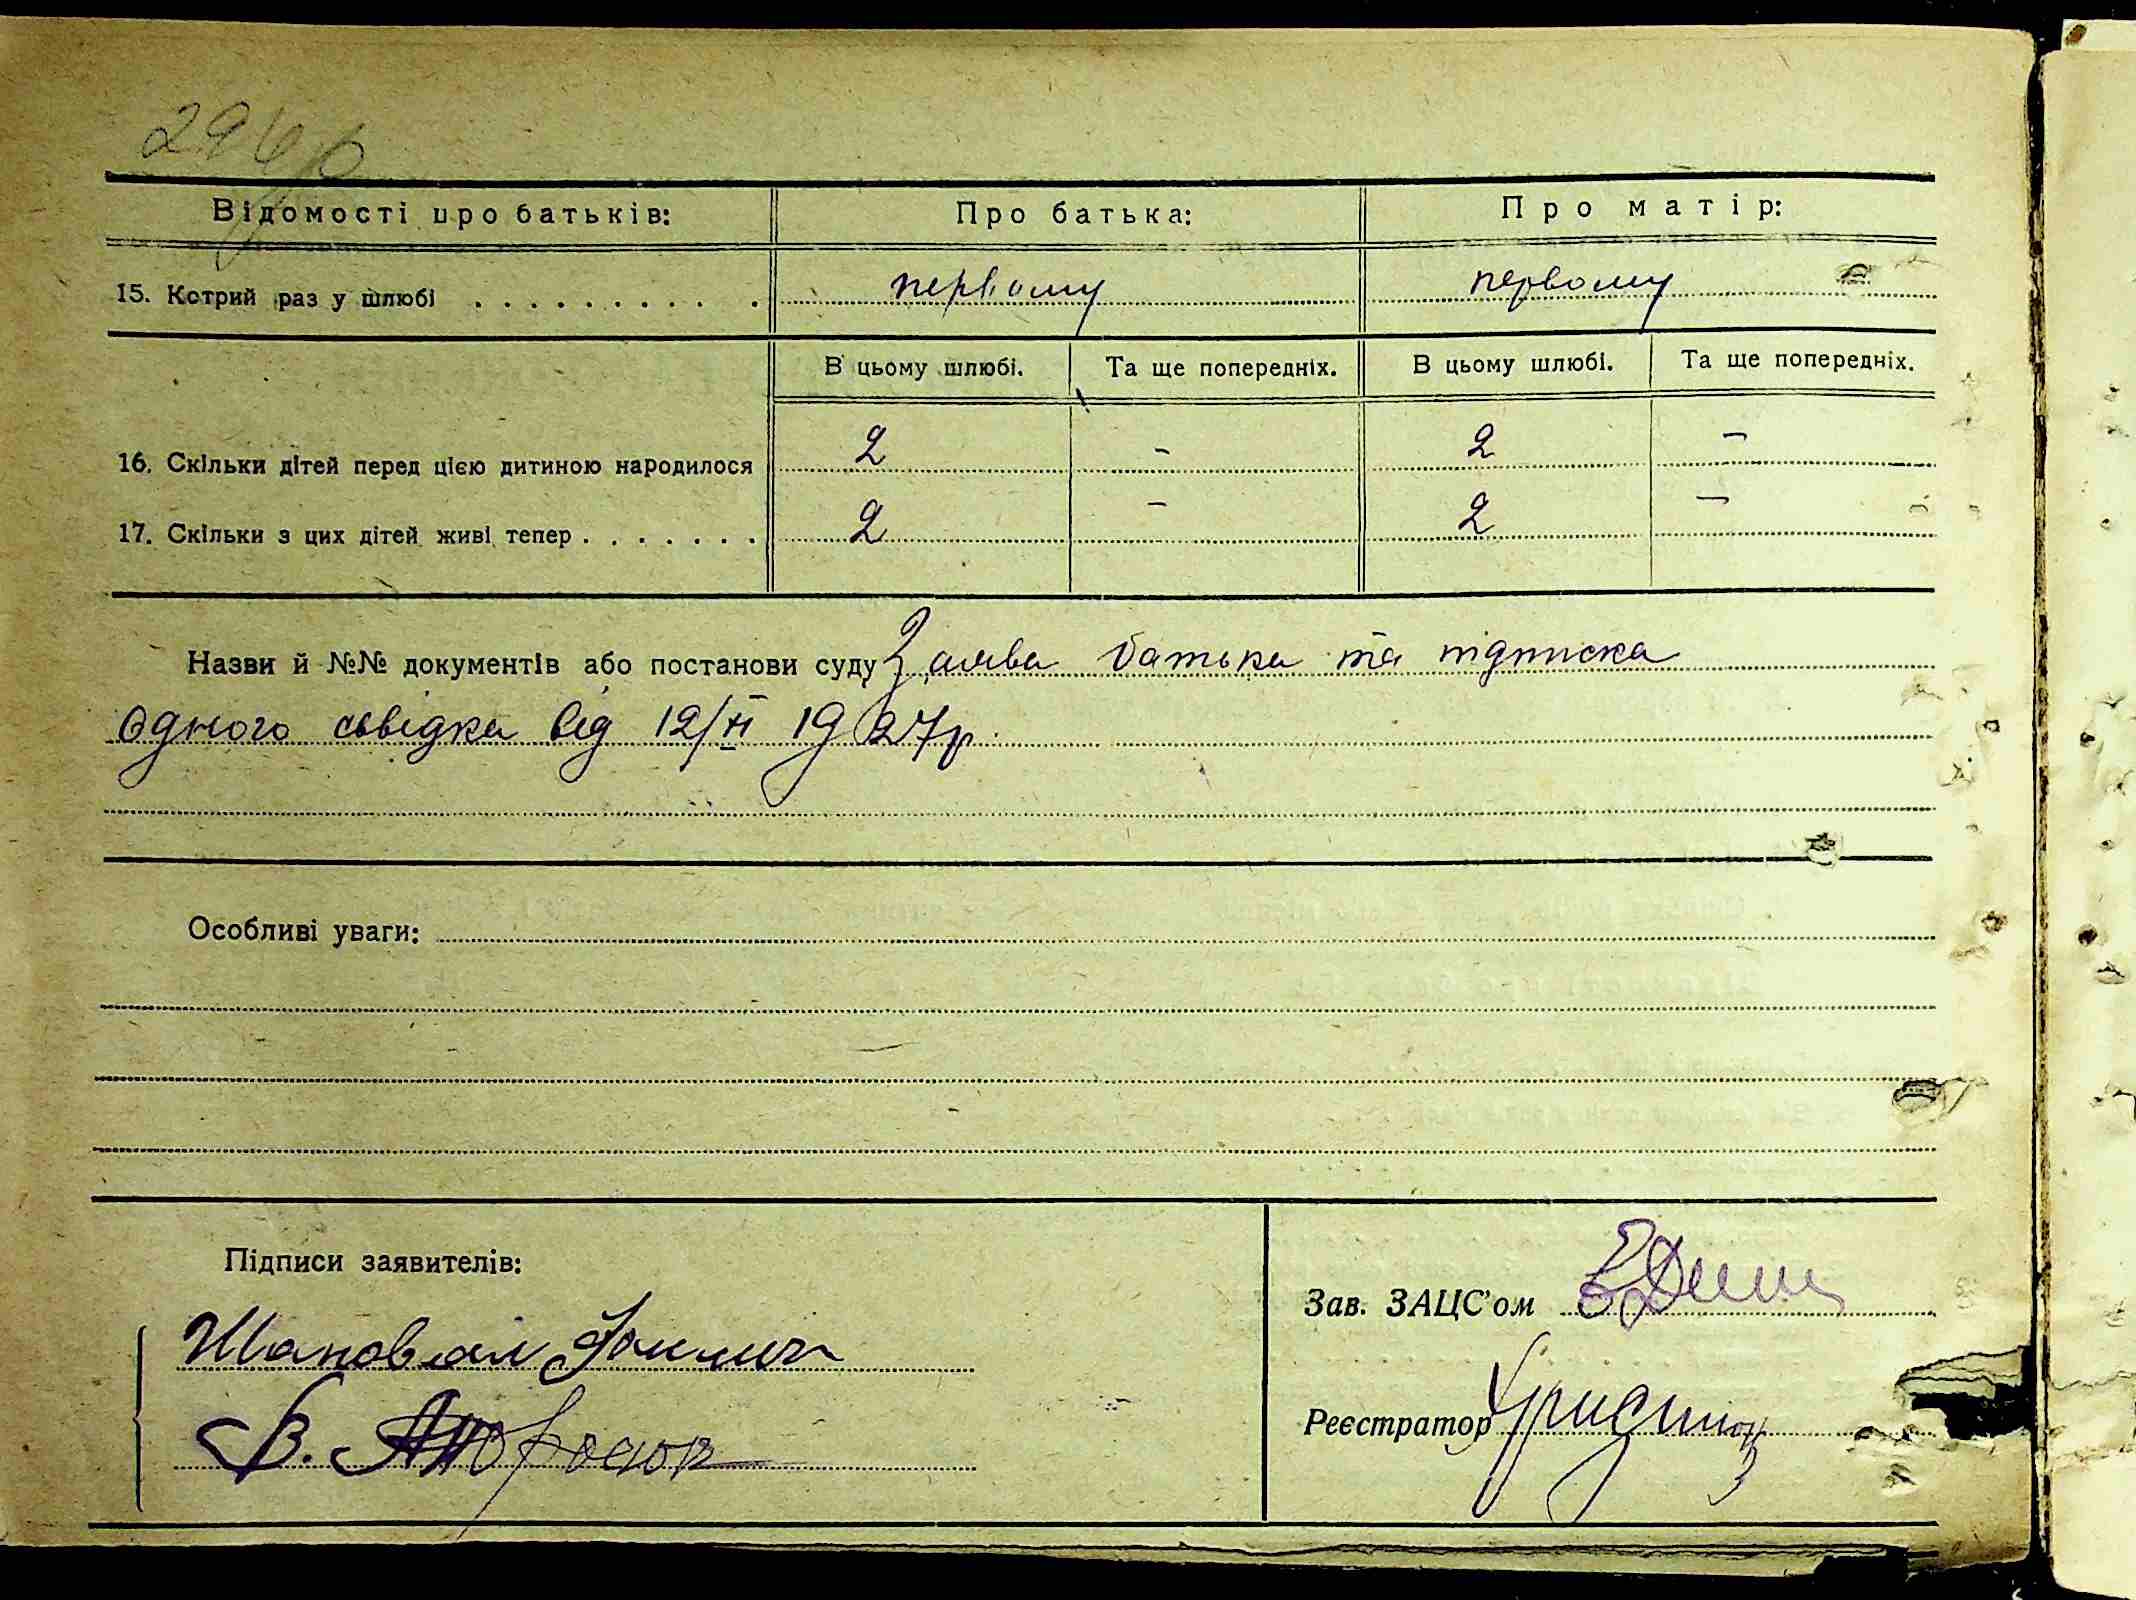 Відомості про батьків: Про батька: Про матір:
15. Котрий раз у шлюбі . . . . . . . . . . первому первому
В цьому шлюбі. Та ще попередніх. В цьому шлюбі. Та ще попередніх.
16. Скільки дітей перед цією дитиною народилося 2 - 2 -
17. Скільки з цих дітей живі тепер . . . . . . . 2 - 2 -
Назви й №№ документів або постанови суду Заява батька та підписка
одного свідка від 12/II 1927р.
Особливі уваги:
Підписи заявителів:
Зав. ЗАЦС'ом
Шаповал
Реєстратор
В.